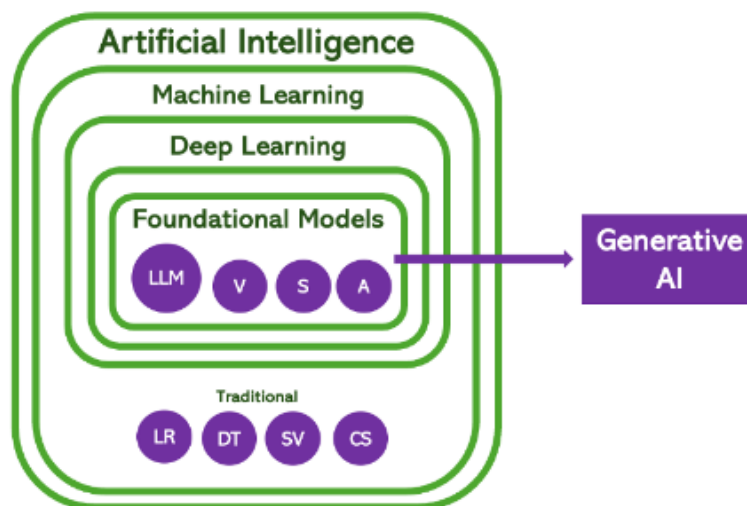 Artificial Intelligence
Machine Learning
Deep Learning
Foundational Models
LLM V S A
Generative
AI
Traditional
LR DT SV CS